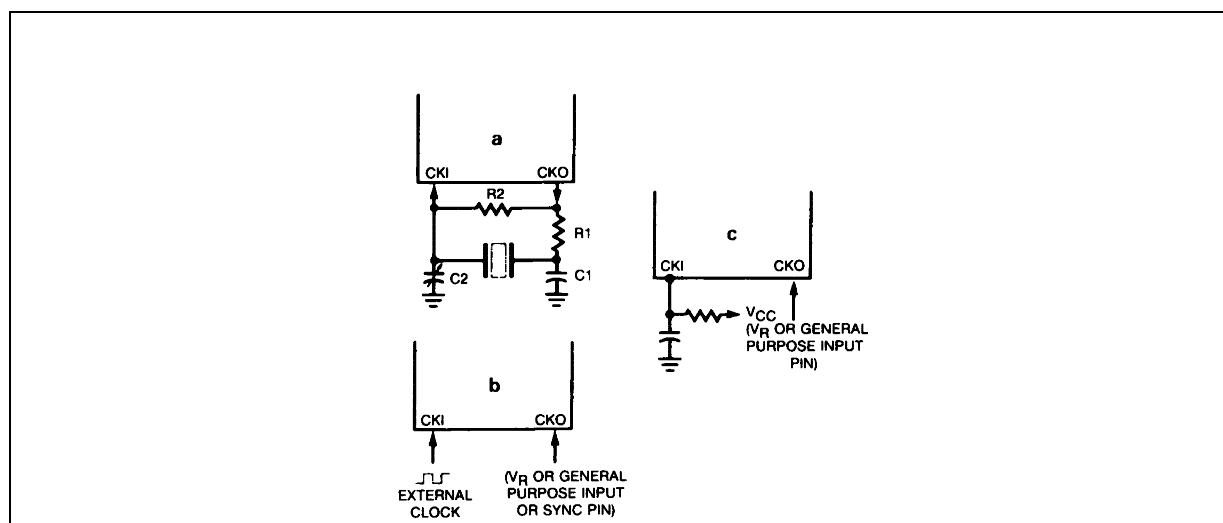 a
CKI CKO
R2
R1
C2 C1
b
CKI CKO
EXTERNAL
CLOCK
(VR OR GENERAL
PURPOSE INPUT
OR SYNC PIN)
c
CKI CKO
VCC
(VR OR GENERAL
PURPOSE INPUT
PIN)